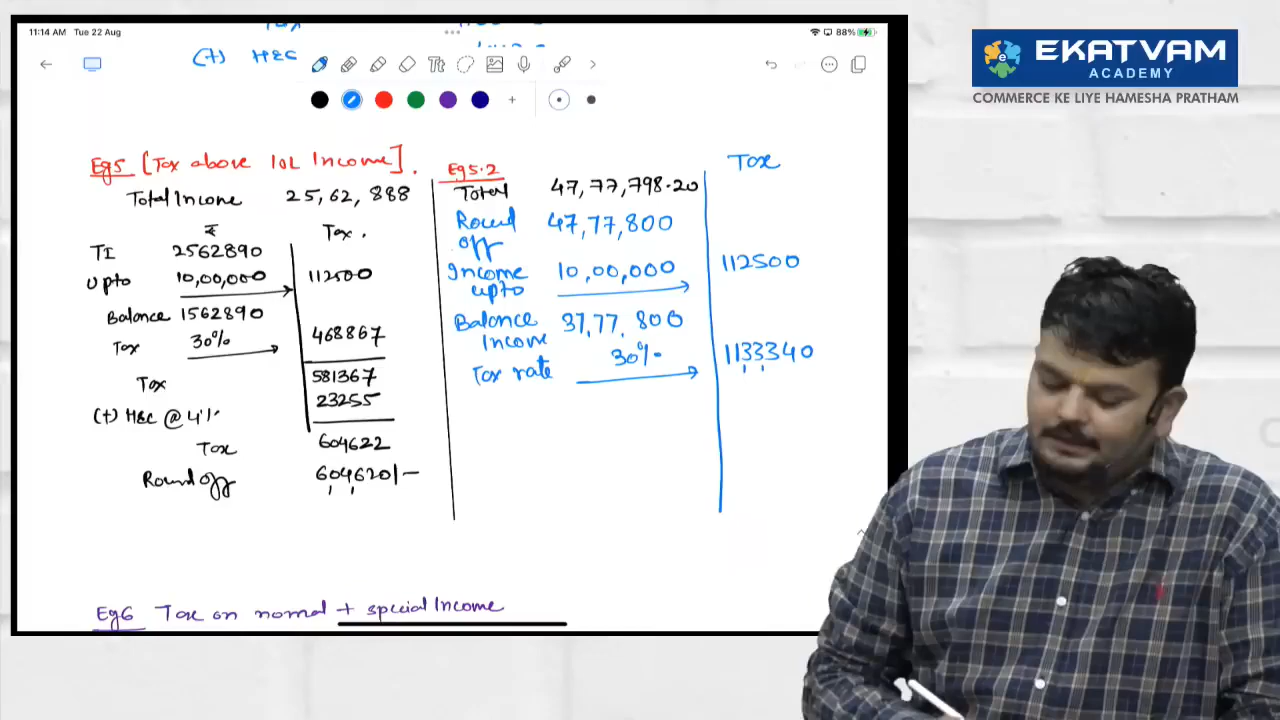 11:14 AM Tue 22 Aug
88%
(+) H&C
EKATVAM
ACADEMY
COMMERCE KE LIYE HAMESHA PRATHAM
Eg5 [Tax above 10L Income].
Total Income 25,62,888
₹ Tax.
TI 2562890
Upto 10,00,000 112500
Balance 1562890
Tax 30% 468867
Tax 581367
(+) H&C @ 4% 23255
Tax 604622
Round off 604620/-
Eg5.2
Tax
Total 47,77,798.20
Round off 47,77,800
Income upto 10,00,000 112500
Balance Income 37,77,800
Tax rate 30% 1133340
Eg6 Tax on normal + special Income